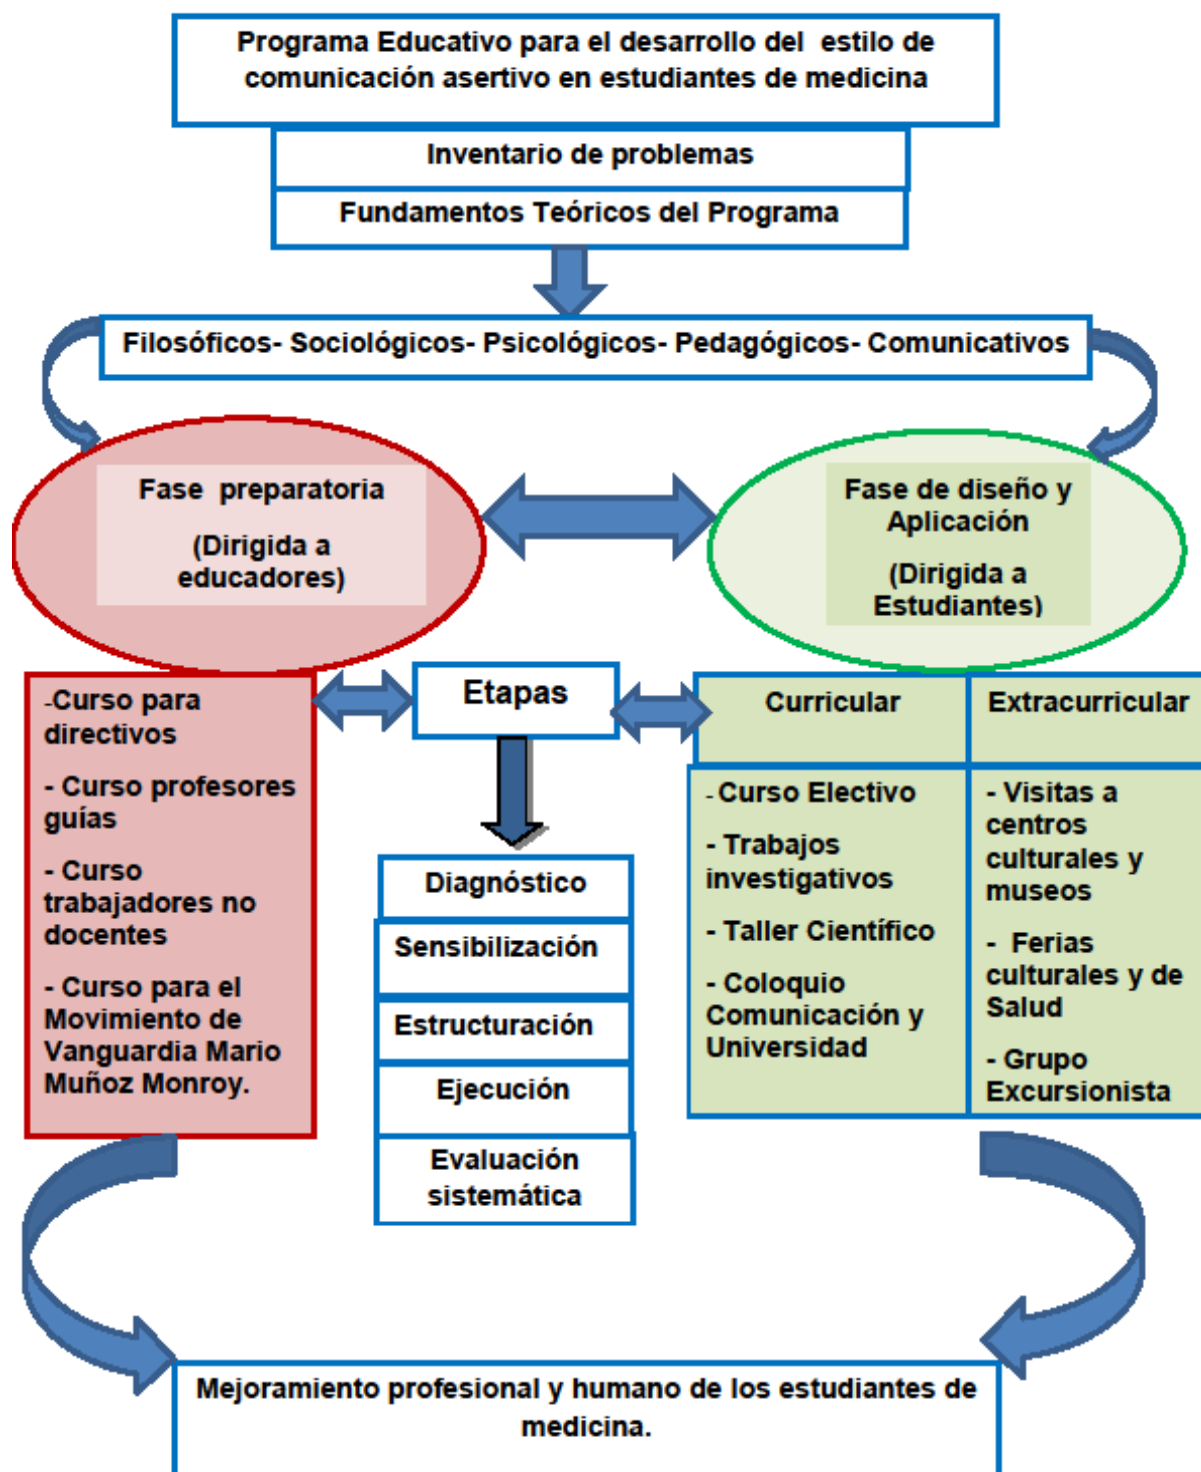 Programa Educativo para el desarrollo del estilo de
comunicación asertivo en estudiantes de medicina
Inventario de problemas
Fundamentos Teóricos del Programa
Filosóficos- Sociológicos- Psicológicos- Pedagógicos- Comunicativos
Fase preparatoria
(Dirigida a
educadores)
Fase de diseño y
Aplicación
(Dirigida a
Estudiantes)
-Curso para
directivos
- Curso profesores
guías
- Curso
trabajadores no
docentes
- Curso para el
Movimiento de
Vanguardia Mario
Muñoz Monroy.
Etapas
Diagnóstico
Sensibilización
Estructuración
Ejecución
Evaluación
sistemática
Curricular
- Curso Electivo
- Trabajos
investigativos
- Taller Científico
- Coloquio
Comunicación y
Universidad
Extracurricular
- Visitas a
centros
culturales y
museos
- Ferias
culturales y de
Salud
- Grupo
Excursionista
Mejoramiento profesional y humano de los estudiantes de
medicina.